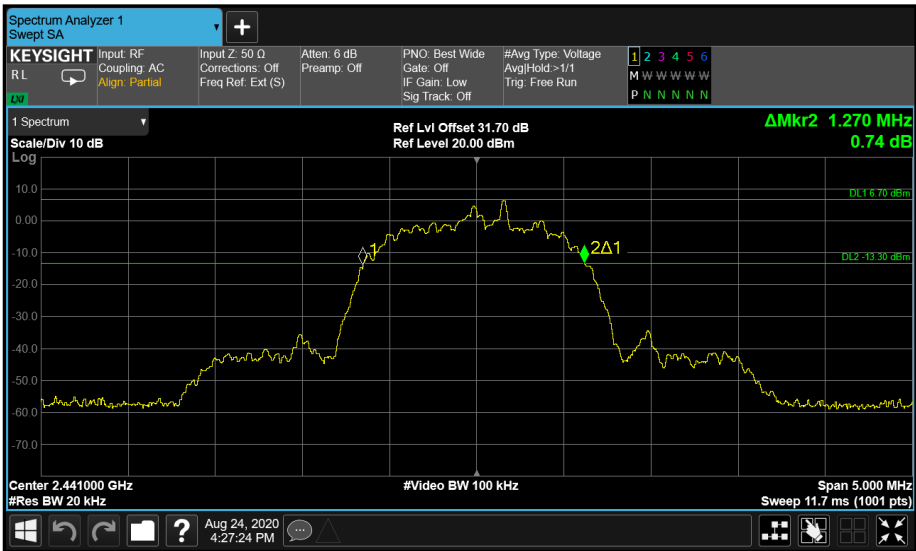 Spectrum Analyzer 1
Swept SA
+
KEYSIGHT
RL
LXI
Input: RF
Coupling: AC
Align: Partial
Input Z: 50 Ω
Corrections: Off
Freq Ref: Ext (S)
Atten: 6 dB
Preamp: Off
PNO: Best Wide
Gate: Off
IF Gain: Low
Sig Track: Off
#Avg Type: Voltage
Avg|Hold:>1/1
Trig: Free Run
1 2 3 4 5 6
M W W W W W
P N N N N N
1 Spectrum
Scale/Div 10 dB
Ref Lvl Offset 31.70 dB
Ref Level 20.00 dBm
ΔMkr2 1.270 MHz
0.74 dB
Log
10.0
0.00
-10.0
-20.0
-30.0
-40.0
-50.0
-60.0
-70.0
DL1 6.70 dBm
1
2Δ1
DL2 -13.30 dBm
Center 2.441000 GHz
#Video BW 100 kHz
Span 5.000 MHz
#Res BW 20 kHz
Sweep 11.7 ms (1001 pts)
?
Aug 24, 2020
4:27:24 PM